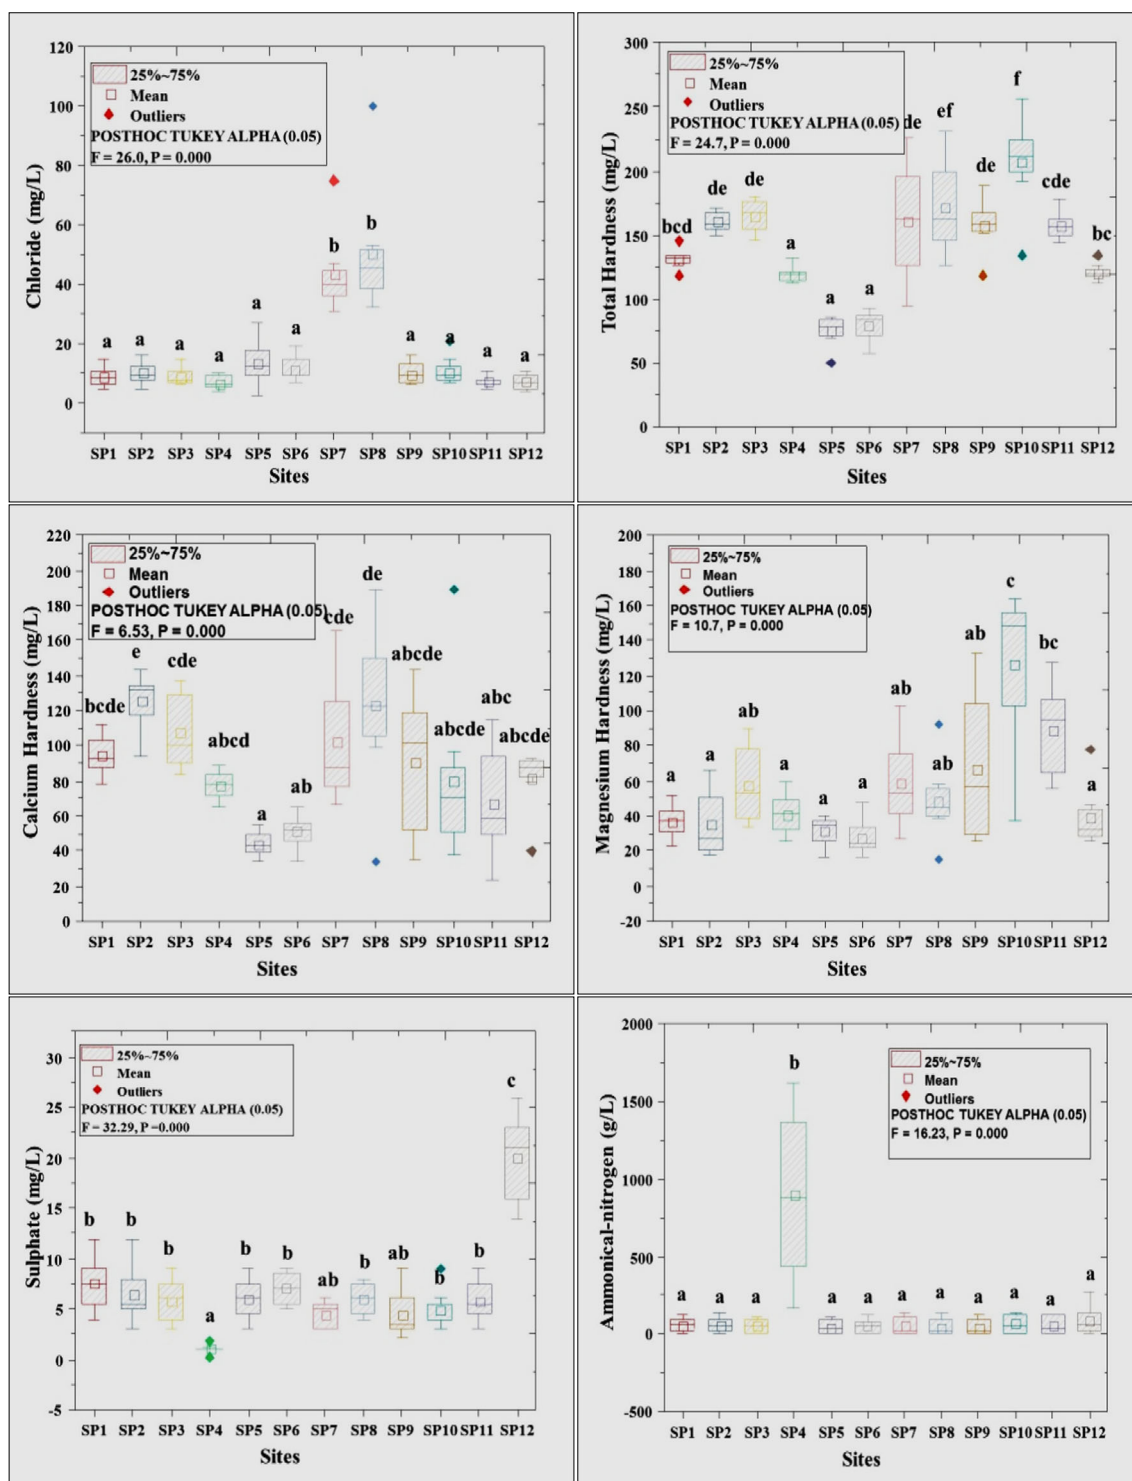 120
100
80
60
40
20
0
Chloride (mg/L)
25%~75%
Mean
Outliers
POSTHOC TUKEY ALPHA (0.05)
F = 26.0, P = 0.000
a a a a a a b b a a a a
SP1 SP2 SP3 SP4 SP5 SP6 SP7 SP8 SP9 SP10 SP11 SP12
Sites
300
250
200
150
100
50
0
Total Hardness (mg/L)
25%~75%
Mean
Outliers
POSTHOC TUKEY ALPHA (0.05)
F = 24.7, P = 0.000
bcd de de a a a de ef de f cde bc
SP1 SP2 SP3 SP4 SP5 SP6 SP7 SP8 SP9 SP10 SP11 SP12
Sites
220
200
180
160
140
120
100
80
60
40
20
0
Calcium Hardness (mg/L)
25%~75%
Mean
Outliers
POSTHOC TUKEY ALPHA (0.05)
F = 6.53, P = 0.000
bcde e cde abcd a ab cde de abcde abcde abc abcde
SP1 SP2 SP3 SP4 SP5 SP6 SP7 SP8 SP9 SP10 SP11 SP12
Sites
200
180
160
140
120
100
80
60
40
20
0
-20
Magnesium Hardness (mg/L)
25%~75%
Mean
Outliers
POSTHOC TUKEY ALPHA (0.05)
F = 10.7, P = 0.000
a a ab a a a ab ab ab c bc a
SP1 SP2 SP3 SP4 SP5 SP6 SP7 SP8 SP9 SP10 SP11 SP12
Sites
30
25
20
15
10
5
0
-5
Sulphate (mg/L)
25%~75%
Mean
Outliers
POSTHOC TUKEY ALPHA (0.05)
F = 32.29, P =0.000
b b b a b b ab b ab b b c
SP1 SP2 SP3 SP4 SP5 SP6 SP7 SP8 SP9 SP10 SP11 SP12
Sites
2000
1500
1000
500
0
-500
Ammonical-nitrogen (g/L)
25%~75%
Mean
Outliers
POSTHOC TUKEY ALPHA (0.05)
F = 16.23, P = 0.000
a a a b a a a a a a a a
SP1 SP2 SP3 SP4 SP5 SP6 SP7 SP8 SP9 SP10 SP11 SP12
Sites